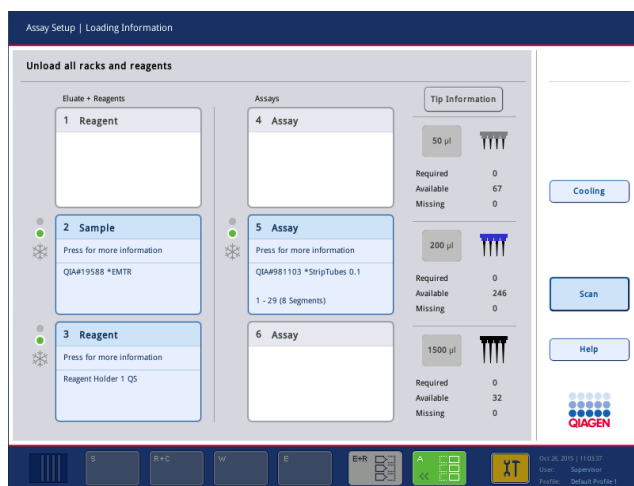 Assay Setup | Loading Information
Unload all racks and reagents
Eluate + Reagents
Assays
Tip Information
1 Reagent
4 Assay
50 µl
Required 0
Available 67
Missing 0
Cooling
2 Sample
Press for more information
QIA#19588 *EMTR
5 Assay
Press for more information
QIA#981103 *StripTubes 0.1
1 - 29 (8 Segments)
200 µl
Required 0
Available 246
Missing 0
Scan
3 Reagent
Press for more information
Reagent Holder 1 QS
6 Assay
1500 µl
Required 0
Available 32
Missing 0
Help
QIAGEN
S
R+C
W
E
E+R
A
Oct 26, 2015 | 11:03:37
User: Supervisor
Profile: Default Profile 1